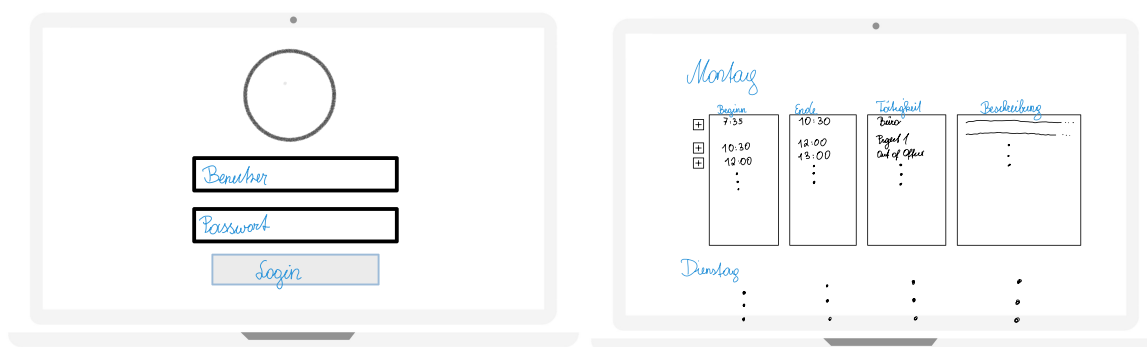 Benutzer
Passwort
Login
Montag
Beginn Ende Tätigkeit Beschreibung
7:35 10:30 Büro
10:30 12:00 Projekt 1
12:00 13:00 Out of Office
Dienstag